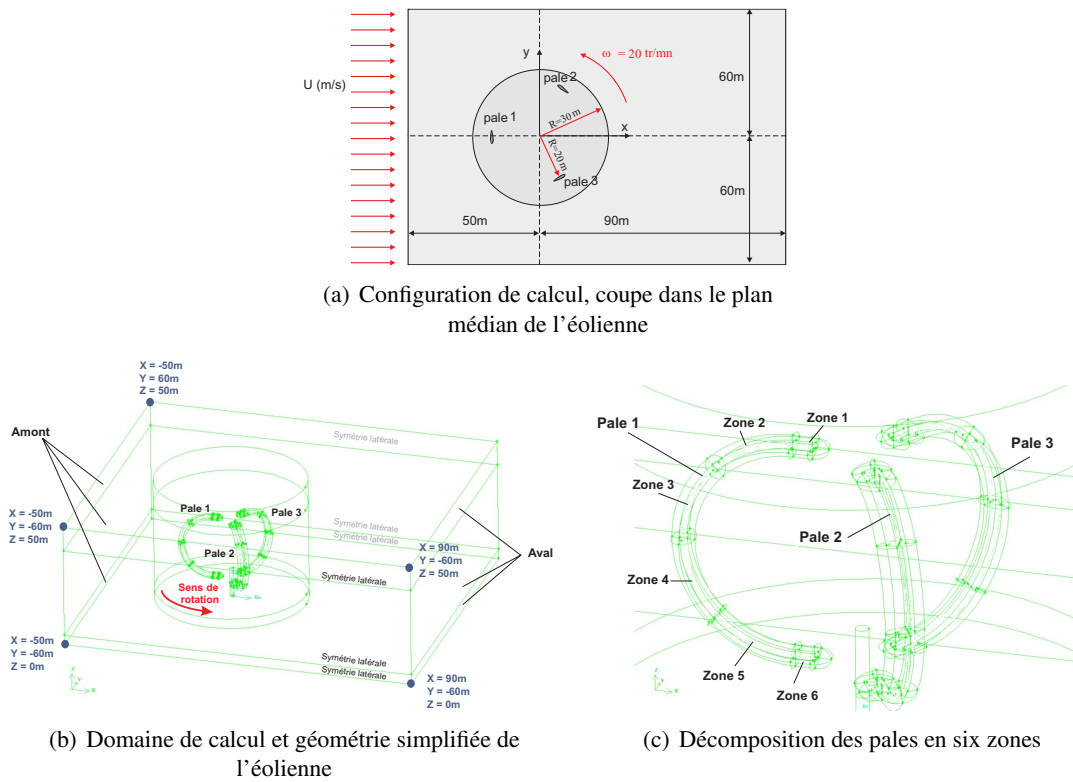 U (m/s)
y
ω = 20 tr/mn
pale 2
60m
pale 1
R=30 m
x
R=20 m
pale 3
60m
50m
90m
(a) Configuration de calcul, coupe dans le plan
médian de l'éolienne
X = -50m
Y = 60m
Z = 50m
Amont
Symétrie latérale
Pale 1
Pale 3
X = -50m
Y = -60m
Z = 50m
Symétrie latérale
Symétrie latérale
Pale 2
Aval
X = 90m
Y = -60m
Z = 50m
Symétrie latérale
Sens de
rotation
X = -50m
Y = -60m
Z = 0m
Symétrie latérale
Symétrie latérale
X = 90m
Y = -60m
Z = 0m
Z
Y
X
(b) Domaine de calcul et géométrie simplifiée de
l'éolienne
Zone 1
Zone 2
Pale 1
Pale 3
Zone 3
Pale 2
Zone 4
Zone 5
Zone 6
Z
Y
X
(c) Décomposition des pales en six zones